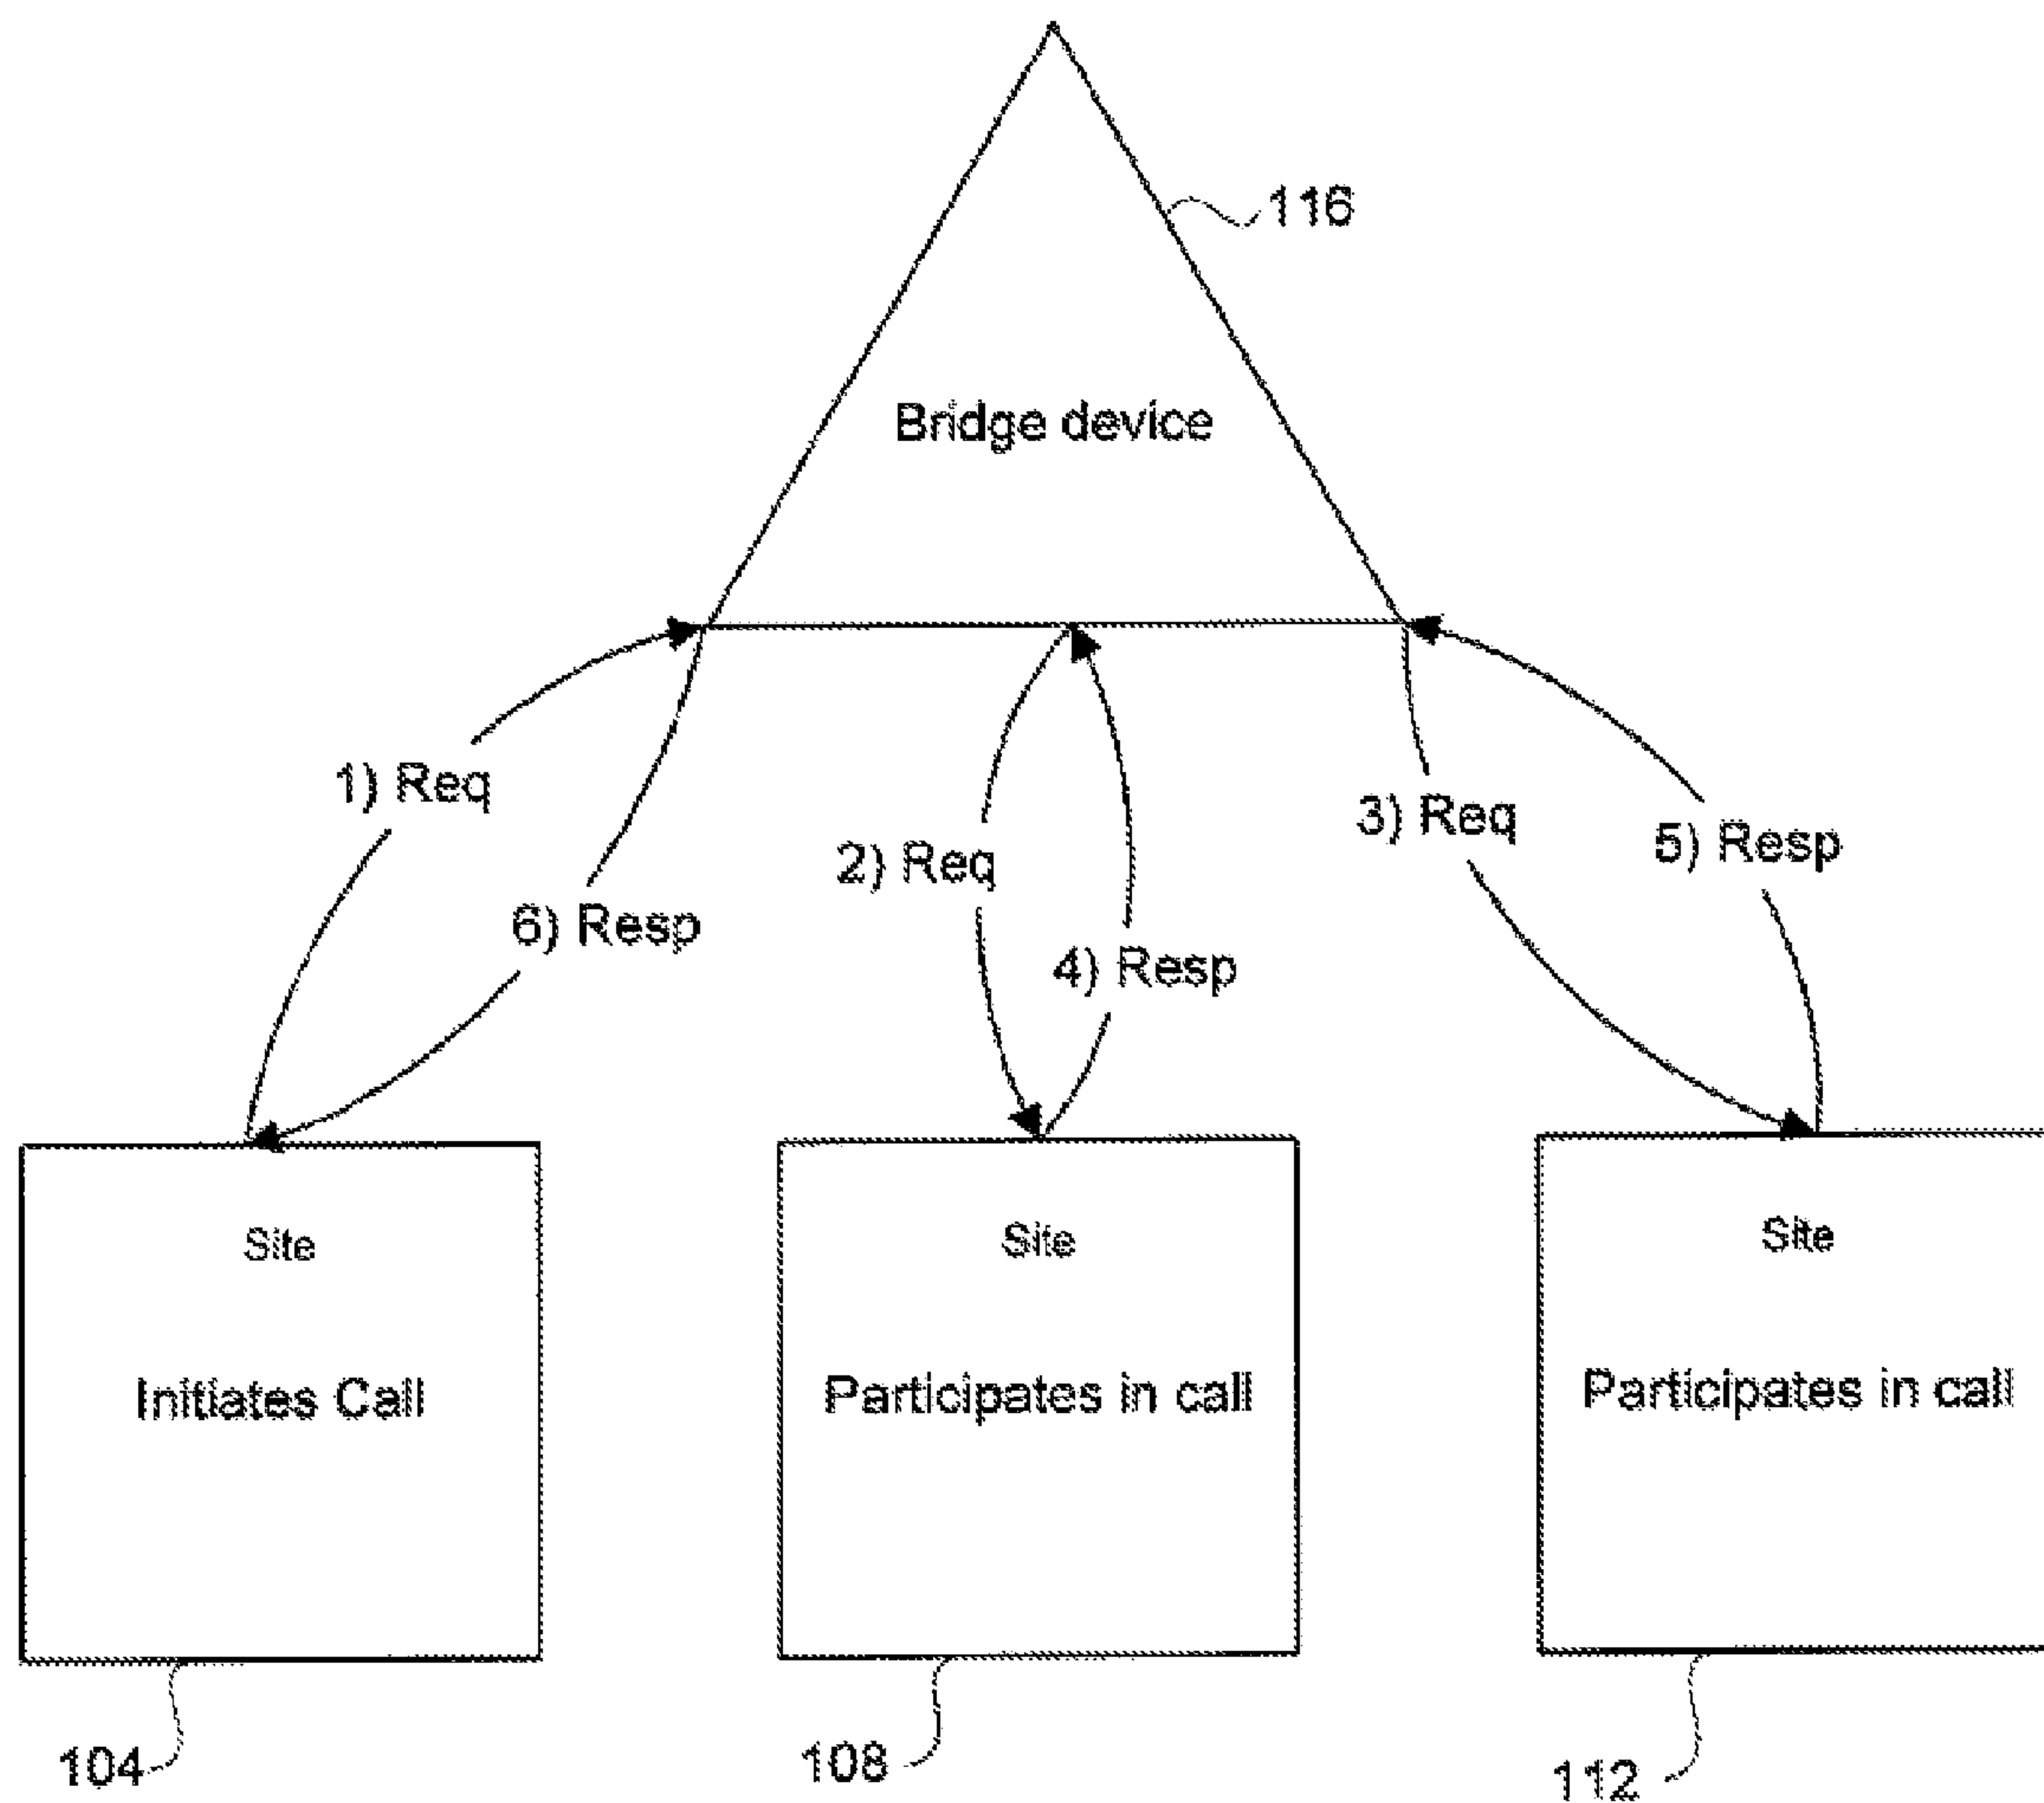 116
Bridge device
1) Req
3) Req
5) Resp
2) Req
6) Resp
4) Resp
Site
Initiates Call
Site
Participates in call
Site
Participates in call
104
108
112